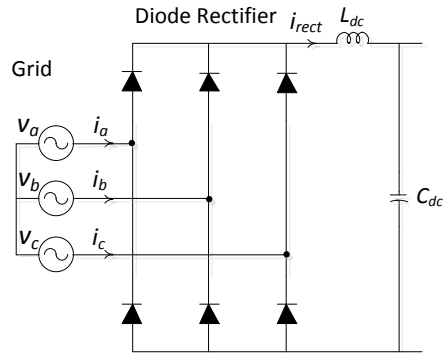 Diode Rectifier
i_rect
L_dc
Grid
v_a
i_a
v_b
i_b
v_c
i_c
C_dc